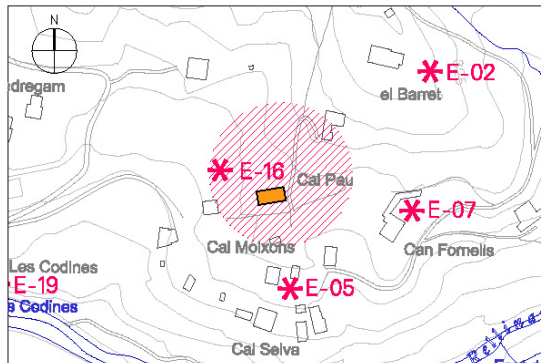 N
E-02
edregam
el Barret
E-16
Cal Pau
E-07
Cal Moixons
Can Fornells
Les Codines
E-19
E-05
s Codines
Cal Selva